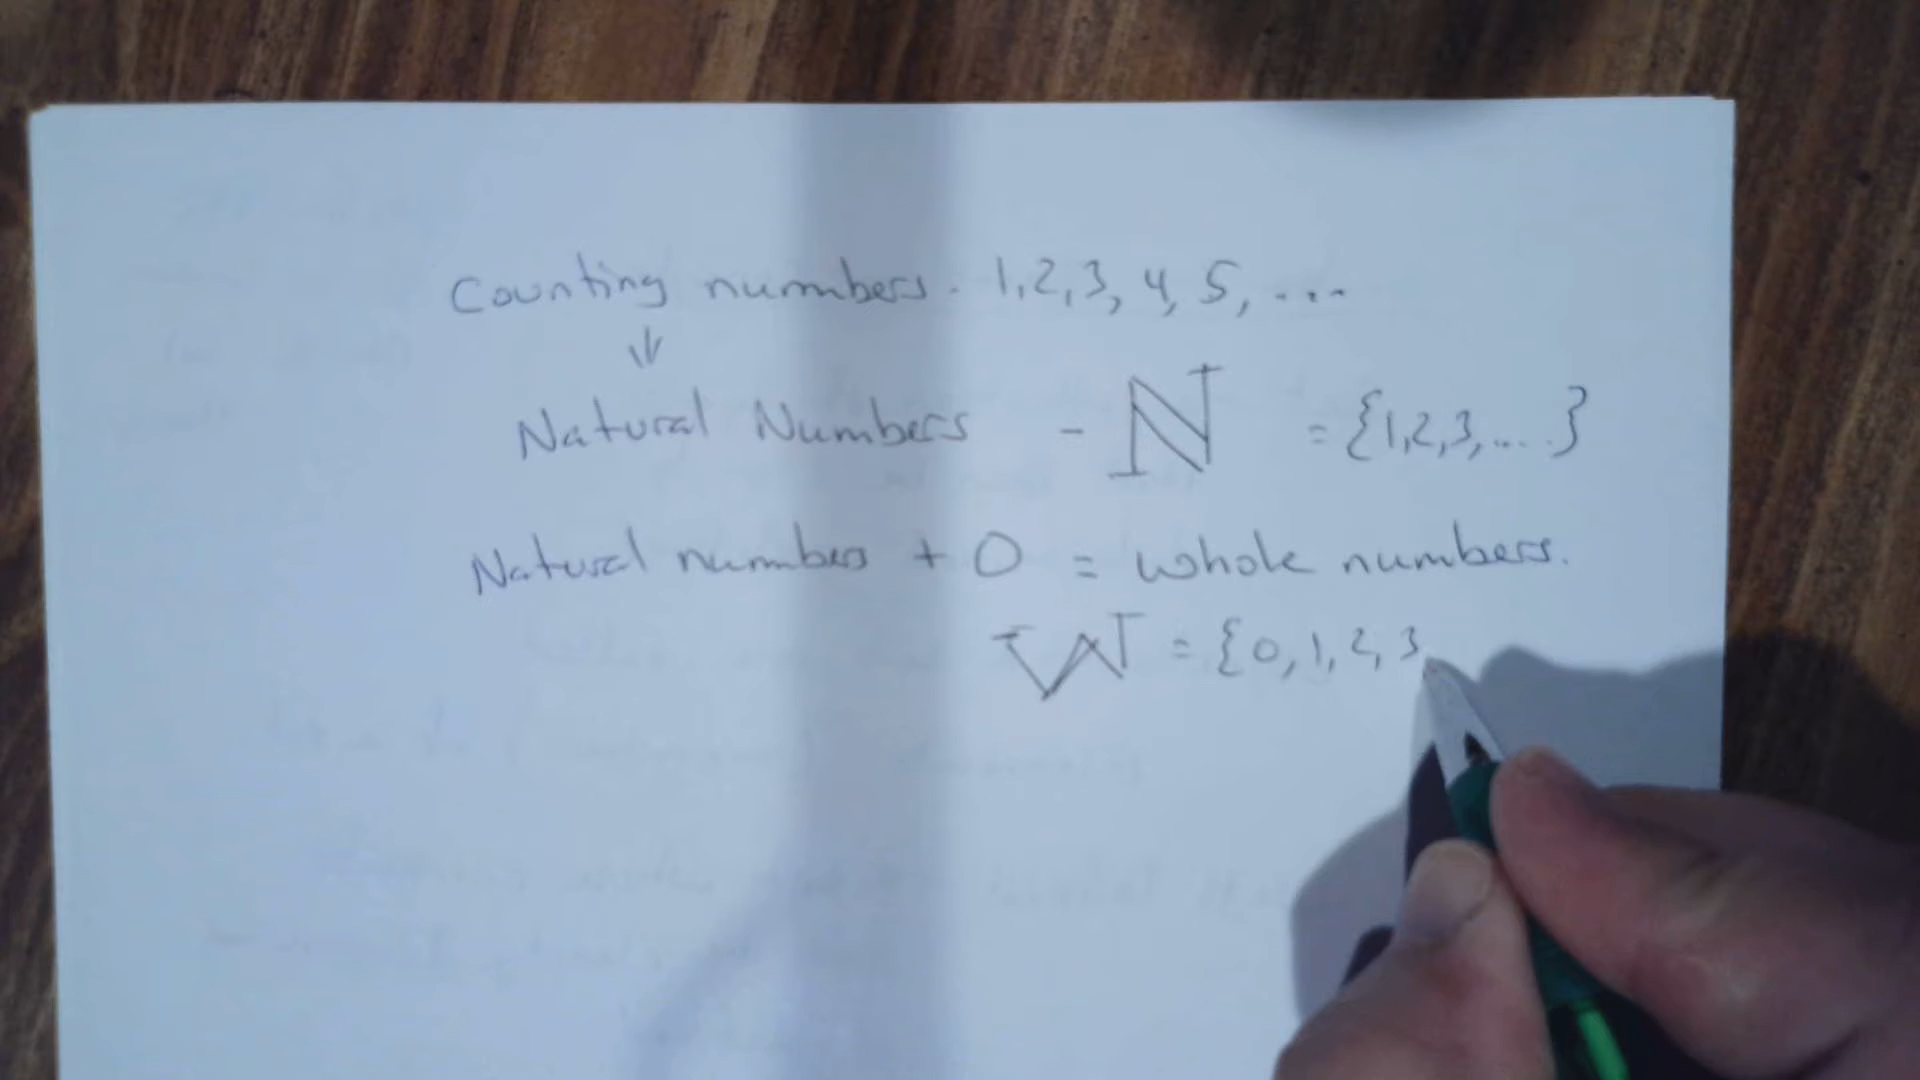 Counting numbers. 1,2,3, 4, 5, ...
⇓
Natural Numbers - ℕ = {1,2,3,....}
Natural numbers + 0 = whole numbers.
𝕎 = {0, 1, 2, 3,